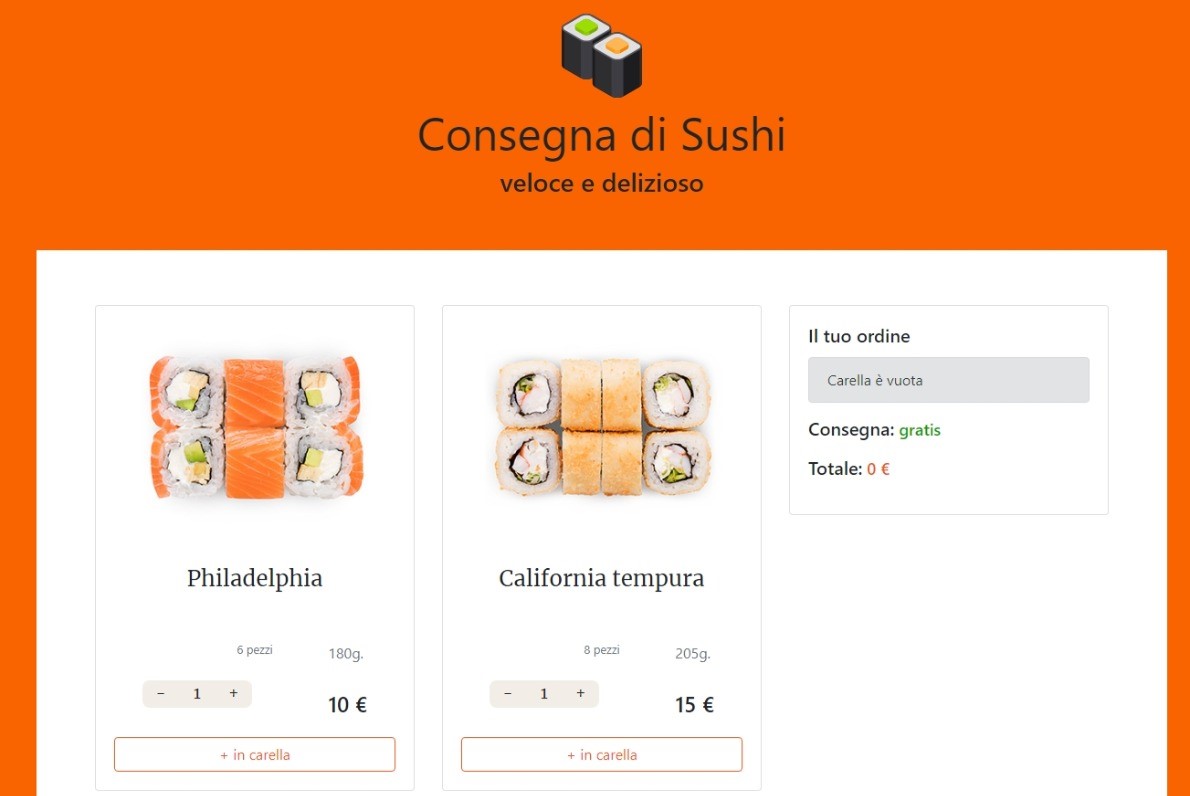 Consegna di Sushi
veloce e delizioso
Philadelphia
6 pezzi
180g.
- 1 +
10 €
+ in carella
California tempura
8 pezzi
205g.
- 1 +
15 €
+ in carella
Il tuo ordine
Carella è vuota
Consegna: gratis
Totale: 0 €